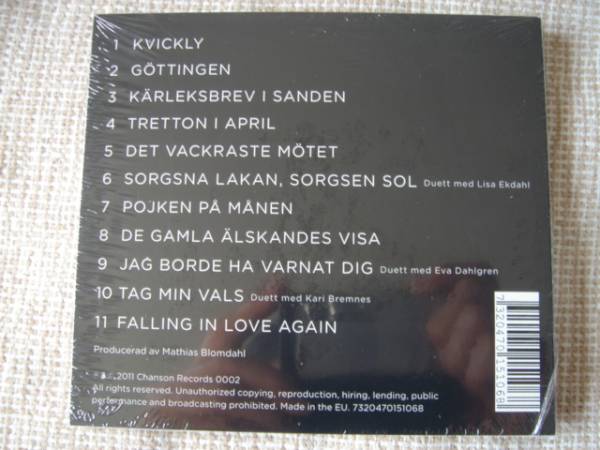 1 KVICKLY
2 GÖTTINGEN
3 KÄRLEKSBREV I SANDEN
4 TRETTON I APRIL
5 DET VACKRASTE MÖTET
6 SORGSNA LAKAN, SORGSEN SOL Duett med Lisa Ekdahl
7 POJKEN PÅ MÅNEN
8 DE GAMLA ÄLSKANDES VISA
9 JAG BORDE HA VARNAT DIG Duett med Eva Dahlgren
10 TAG MIN VALS Duett med Kari Bremnes
11 FALLING IN LOVE AGAIN
Producerad av Mathias Blomdahl
2011 Chanson Records 0002
All rights reserved. Unauthorized copying, reproduction, hiring, lending, public
performance and broadcasting prohibited. Made in the EU. 7320470151068
7 320470 151068